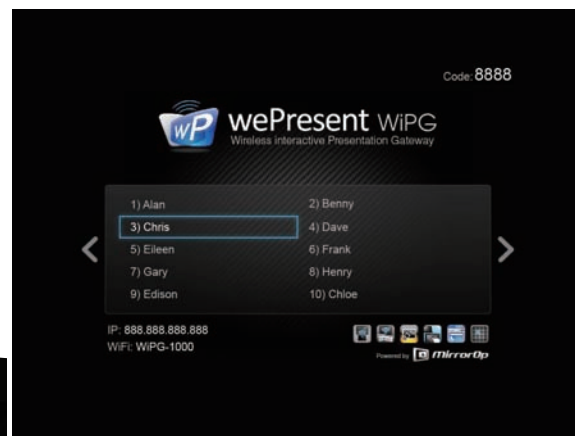 Code: 8888
WP wePresent WiPG
Wireless interactive Presentation Gateway
1) Alan 2) Benny
3) Chris 4) Dave
5) Eileen 6) Frank
7) Gary 8) Henry
9) Edison 10) Chloe
IP: 888.888.888.888
WiFi: WiPG-1000
Powered by MirrorOp